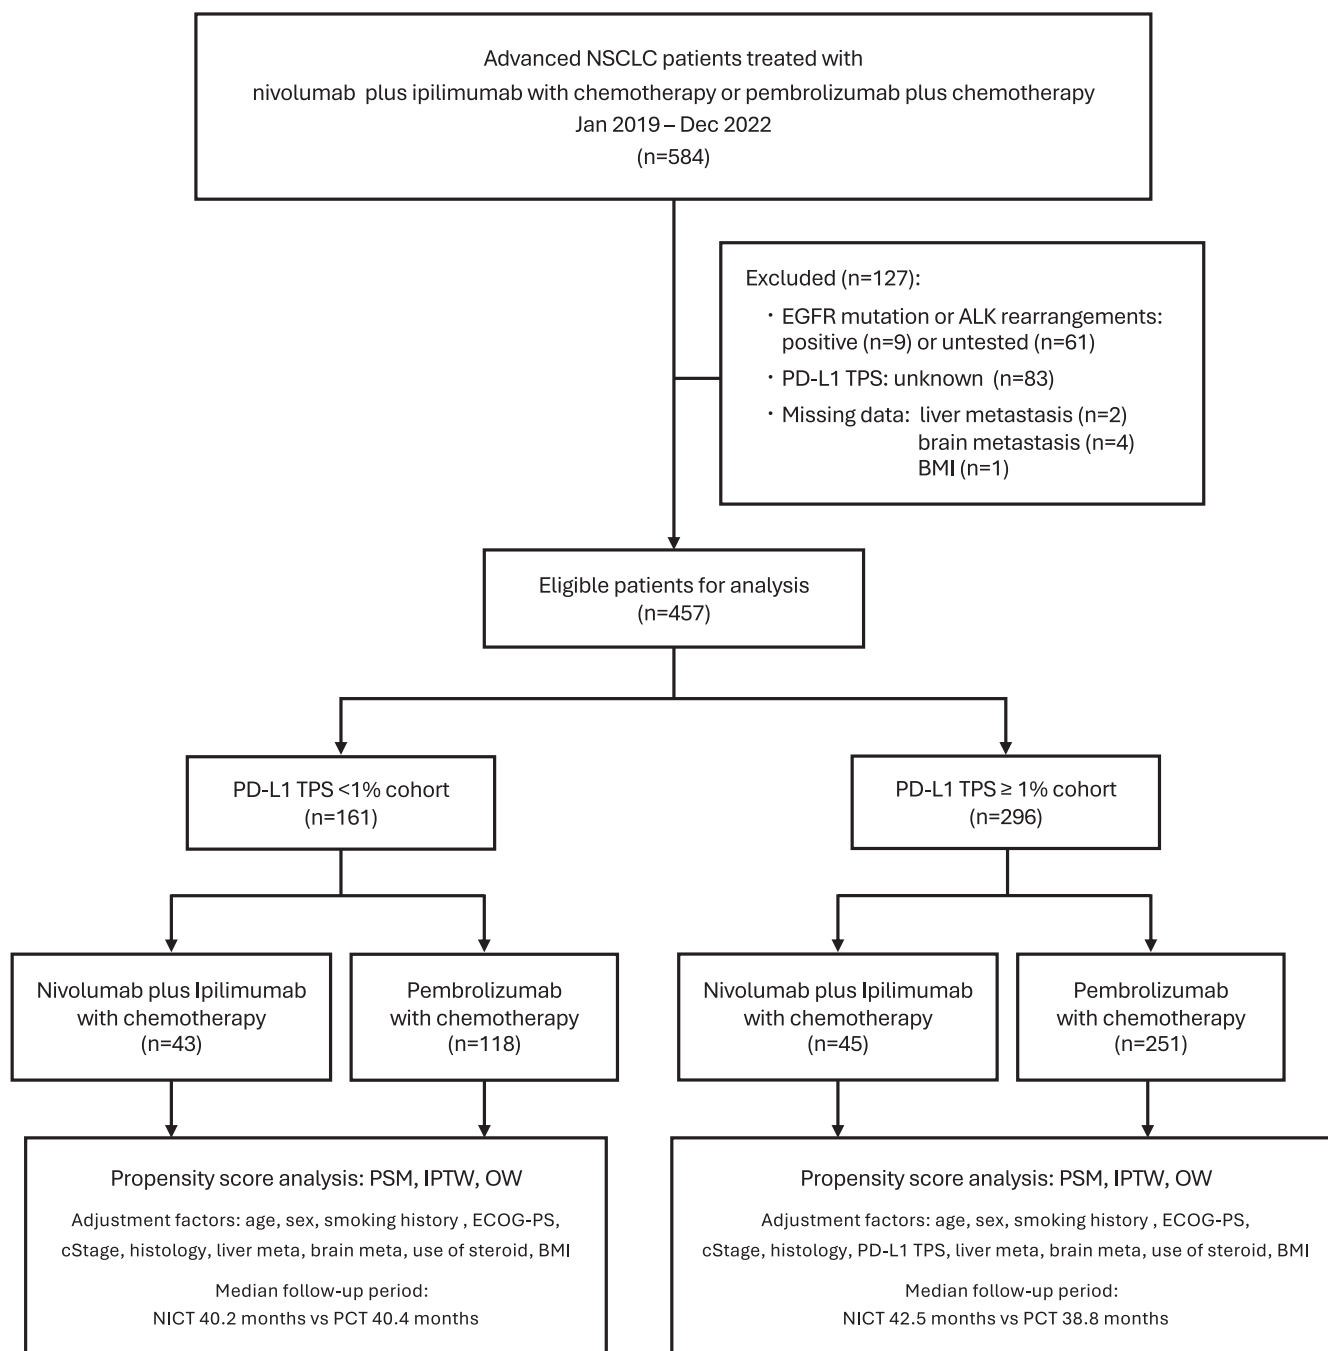 Advanced NSCLC patients treated with
nivolumab plus ipilimumab with chemotherapy or pembrolizumab plus chemotherapy
Jan 2019 – Dec 2022
(n=584)
Excluded (n=127):
・EGFR mutation or ALK rearrangements:
positive (n=9) or untested (n=61)
・PD-L1 TPS: unknown (n=83)
・Missing data: liver metastasis (n=2)
brain metastasis (n=4)
BMI (n=1)
Eligible patients for analysis
(n=457)
PD-L1 TPS <1% cohort
(n=161)
PD-L1 TPS ≥ 1% cohort
(n=296)
Nivolumab plus Ipilimumab
with chemotherapy
(n=43)
Pembrolizumab
with chemotherapy
(n=118)
Nivolumab plus Ipilimumab
with chemotherapy
(n=45)
Pembrolizumab
with chemotherapy
(n=251)
Propensity score analysis: PSM, IPTW, OW
Adjustment factors: age, sex, smoking history , ECOG-PS,
cStage, histology, liver meta, brain meta, use of steroid, BMI
Median follow-up period:
NICT 40.2 months vs PCT 40.4 months
Propensity score analysis: PSM, IPTW, OW
Adjustment factors: age, sex, smoking history , ECOG-PS,
cStage, histology, PD-L1 TPS, liver meta, brain meta, use of steroid, BMI
Median follow-up period:
NICT 42.5 months vs PCT 38.8 months